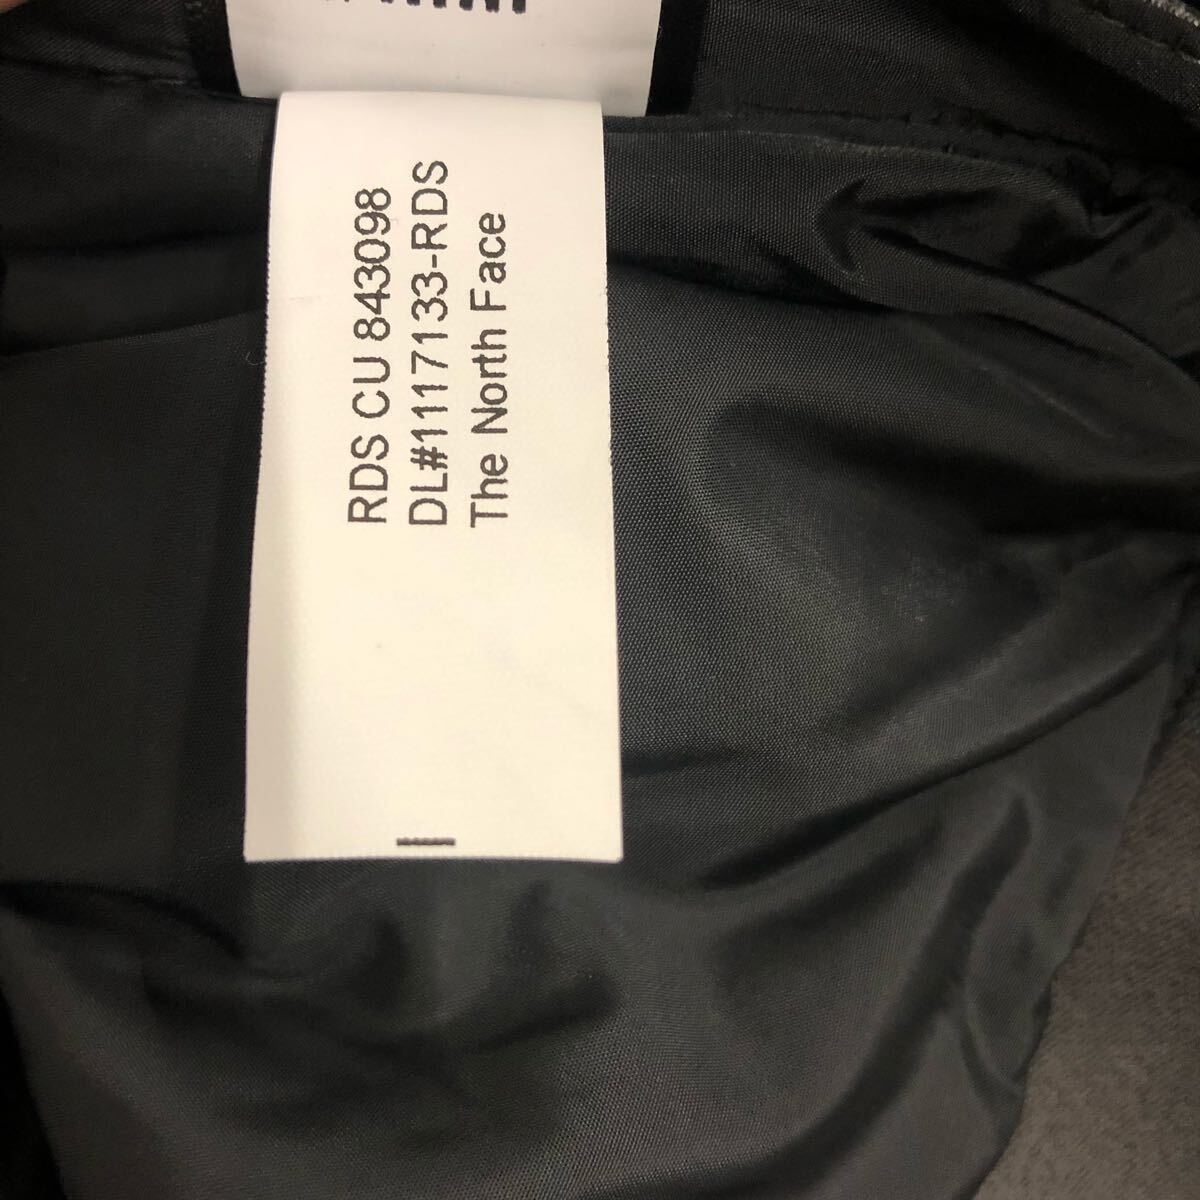 RDS CU 843098
DL#1117133-RDS
The North Face